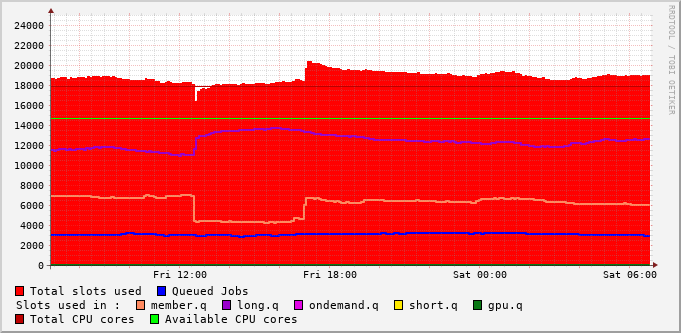 RRDTOOL / TOBI OETIKER
24000
22000
20000
18000
16000
14000
12000
10000
8000
6000
4000
2000
0
Fri 12:00 Fri 18:00 Sat 00:00 Sat 06:00
Total slots used Queued Jobs
Slots used in : member.q long.q ondemand.q short.q gpu.q
Total CPU cores Available CPU cores